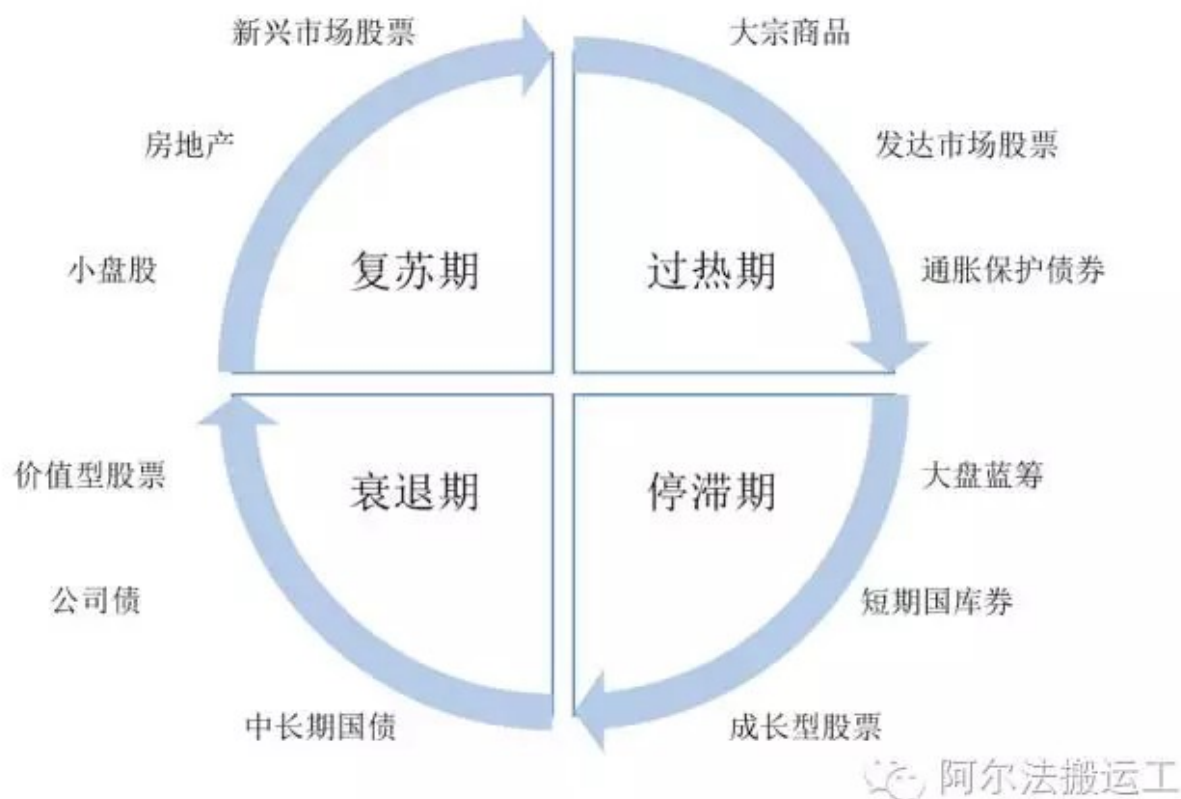 新兴市场股票
大宗商品
房地产
发达市场股票
小盘股
复苏期
过热期
通胀保护债券
价值型股票
衰退期
停滞期
大盘蓝筹
公司债
短期国库券
中长期国债
成长型股票
阿尔法搬运工